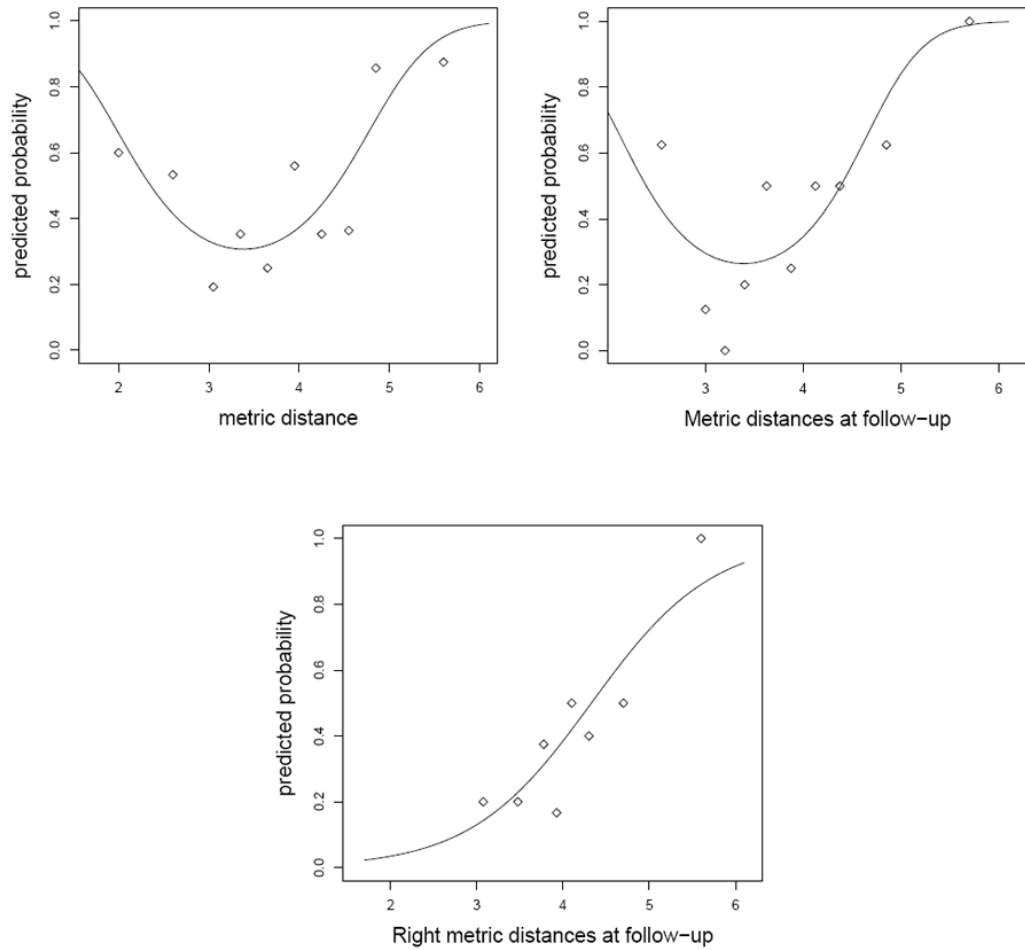 predicted probability
1.0
0.8
0.6
0.4
0.2
0.0
2 3 4 5 6
metric distance
predicted probability
1.0
0.8
0.6
0.4
0.2
0.0
3 4 5 6
Metric distances at follow-up
predicted probability
1.0
0.8
0.6
0.4
0.2
0.0
2 3 4 5 6
Right metric distances at follow-up